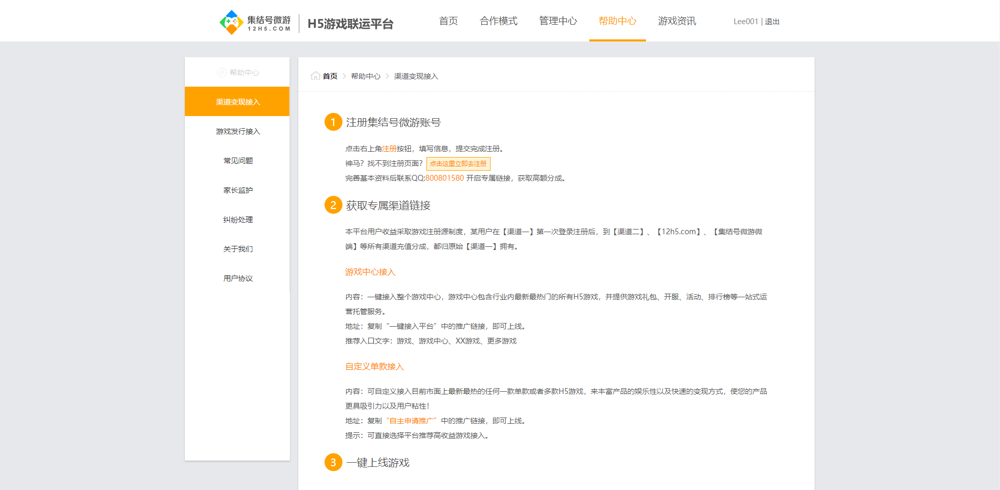 集结号微游
12H5.COM
H5游戏联运平台
首页 合作模式 管理中心 帮助中心 游戏资讯
Lee001 | 退出
帮助中心
渠道变现接入
游戏发行接入
常见问题
家长监护
纠纷处理
关于我们
用户协议
首页 > 帮助中心 > 渠道变现接入
1 注册集结号微游账号
点击右上角注册按钮，填写信息，提交完成注册。
神马？找不到注册页面？ 点击这里立即去注册
完善基本资料后联系QQ:800801580 开启专属链接，获取高额分成。
2 获取专属渠道链接
本平台用户收益采取游戏注册源制度，某用户在【渠道一】第一次登录注册后，到【渠道二】、【12h5.com】、【集结号微游微
端】等所有渠道充值分成，都归原始【渠道一】拥有。
游戏中心接入
内容：一键接入整个游戏中心，游戏中心包含行业内最新最热门的所有H5游戏，并提供游戏礼包、开服、活动、排行榜等一站式运
营托管服务。
地址：复制“一键接入平台”中的推广链接，即可上线。
推荐入口文字：游戏、游戏中心、XX游戏、更多游戏
自定义单款接入
内容：可自定义接入目前市面上最新最热的任何一款单款或者多款H5游戏，来丰富产品的娱乐性以及快速的变现方式，使您的产品
更具吸引力以及用户粘性！
地址：复制“自主申请推广”中的推广链接，即可上线。
提示：可直接选择平台推荐高收益游戏接入。
3 一键上线游戏